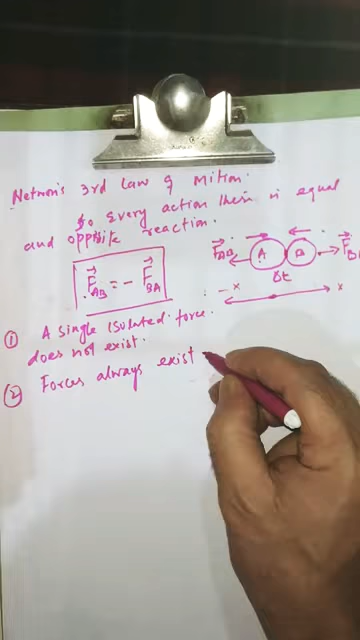 Newton's 3rd Law of Motion.
So Every action there is equal
and opposite reaction.
F⃗AB = - F⃗BA
F⃗AB A B F⃗BA
Δt
- x x
① A single isolated force
does not exist.
② Forces always exist